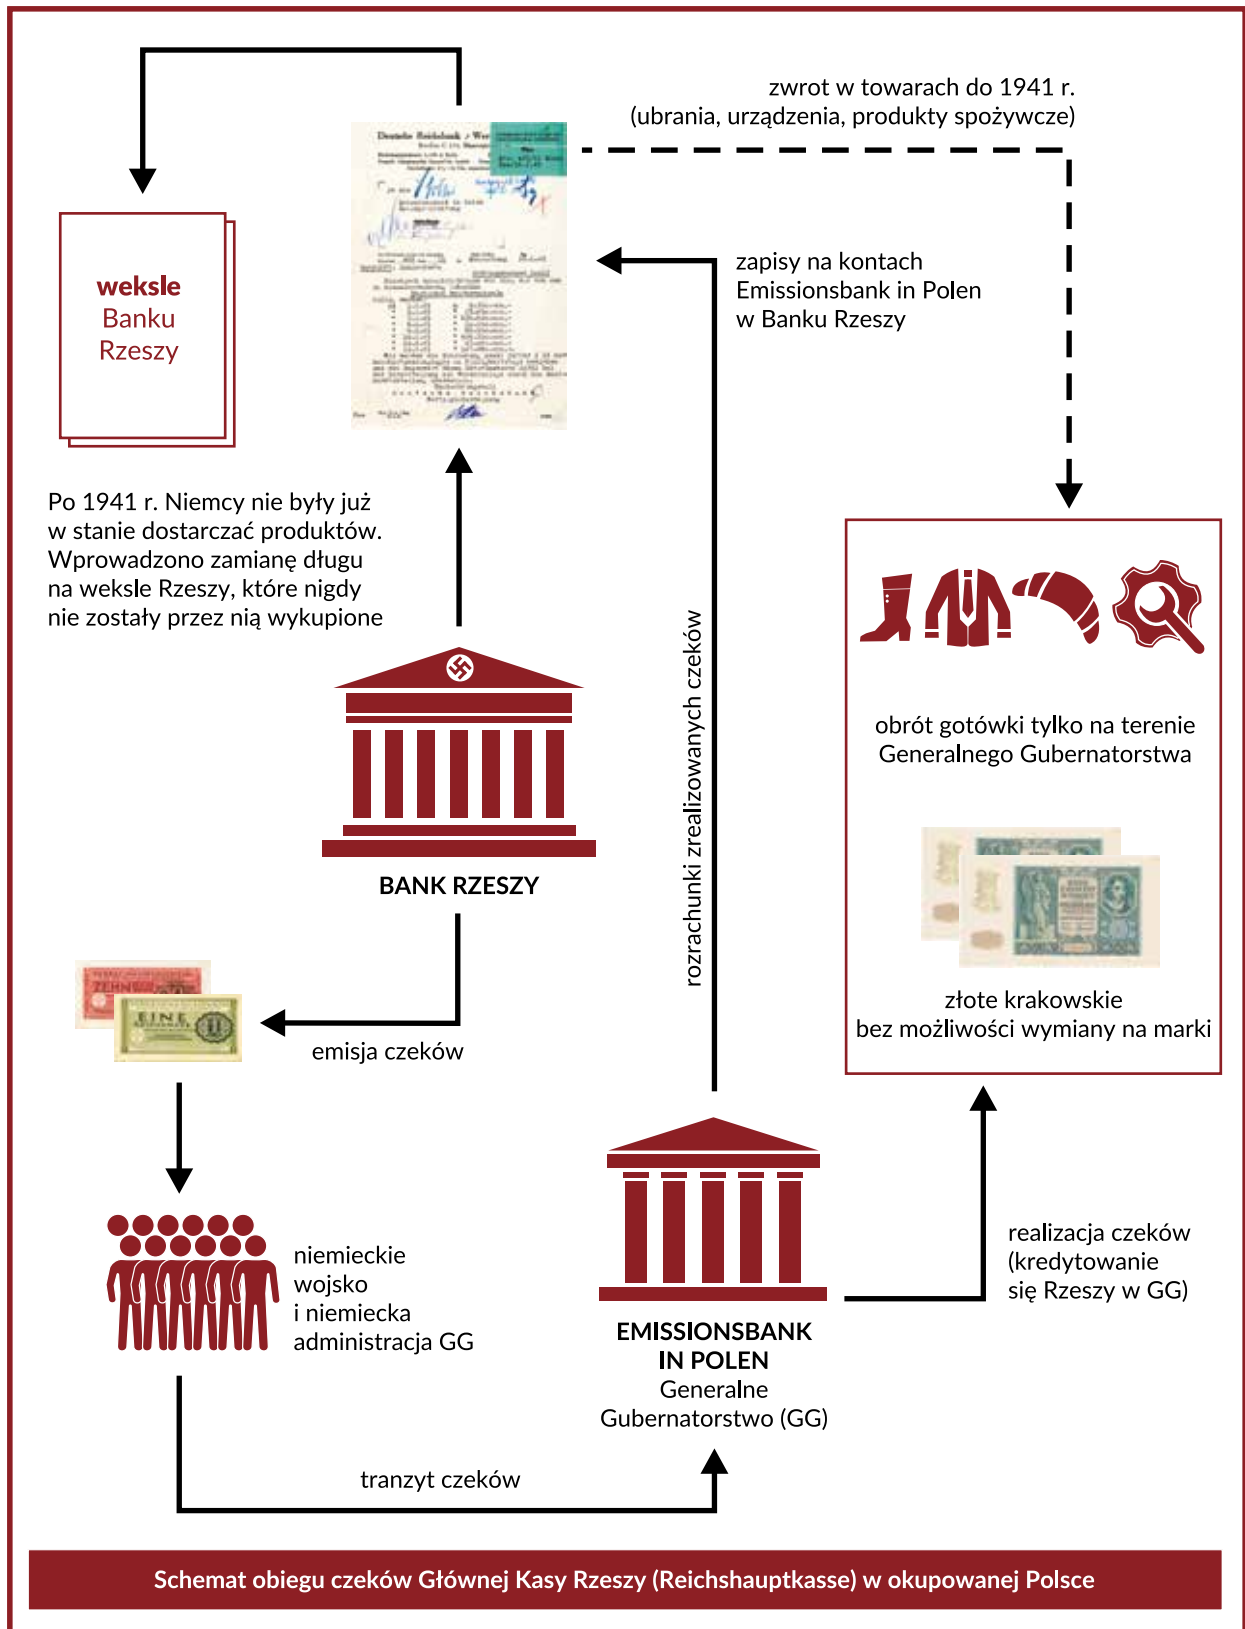 zwrot w towarach do 1941 r.
(ubrania, urządzenia, produkty spożywcze)
Deutsche Reichsbank
weksle
Banku
Rzeszy
zapisy na kontach
Emissionsbank in Polen
w Banku Rzeszy
Po 1941 r. Niemcy nie były już
w stanie dostarczać produktów.
Wprowadzono zamianę długu
na weksle Rzeszy, które nigdy
nie zostały przez nią wykupione
rozrachunki zrealizowanych czeków
obrót gotówki tylko na terenie
Generalnego Gubernatorstwa
BANK RZESZY
ZEHN
EINE
złote krakowskie
bez możliwości wymiany na marki
emisja czeków
niemieckie
wojsko
i niemiecka
administracja GG
realizacja czeków
(kredytowanie
się Rzeszy w GG)
EMISSIONSBANK
IN POLEN
Generalne
Gubernatorstwo (GG)
tranzyt czeków
Schemat obiegu czeków Głównej Kasy Rzeszy (Reichshauptkasse) w okupowanej Polsce